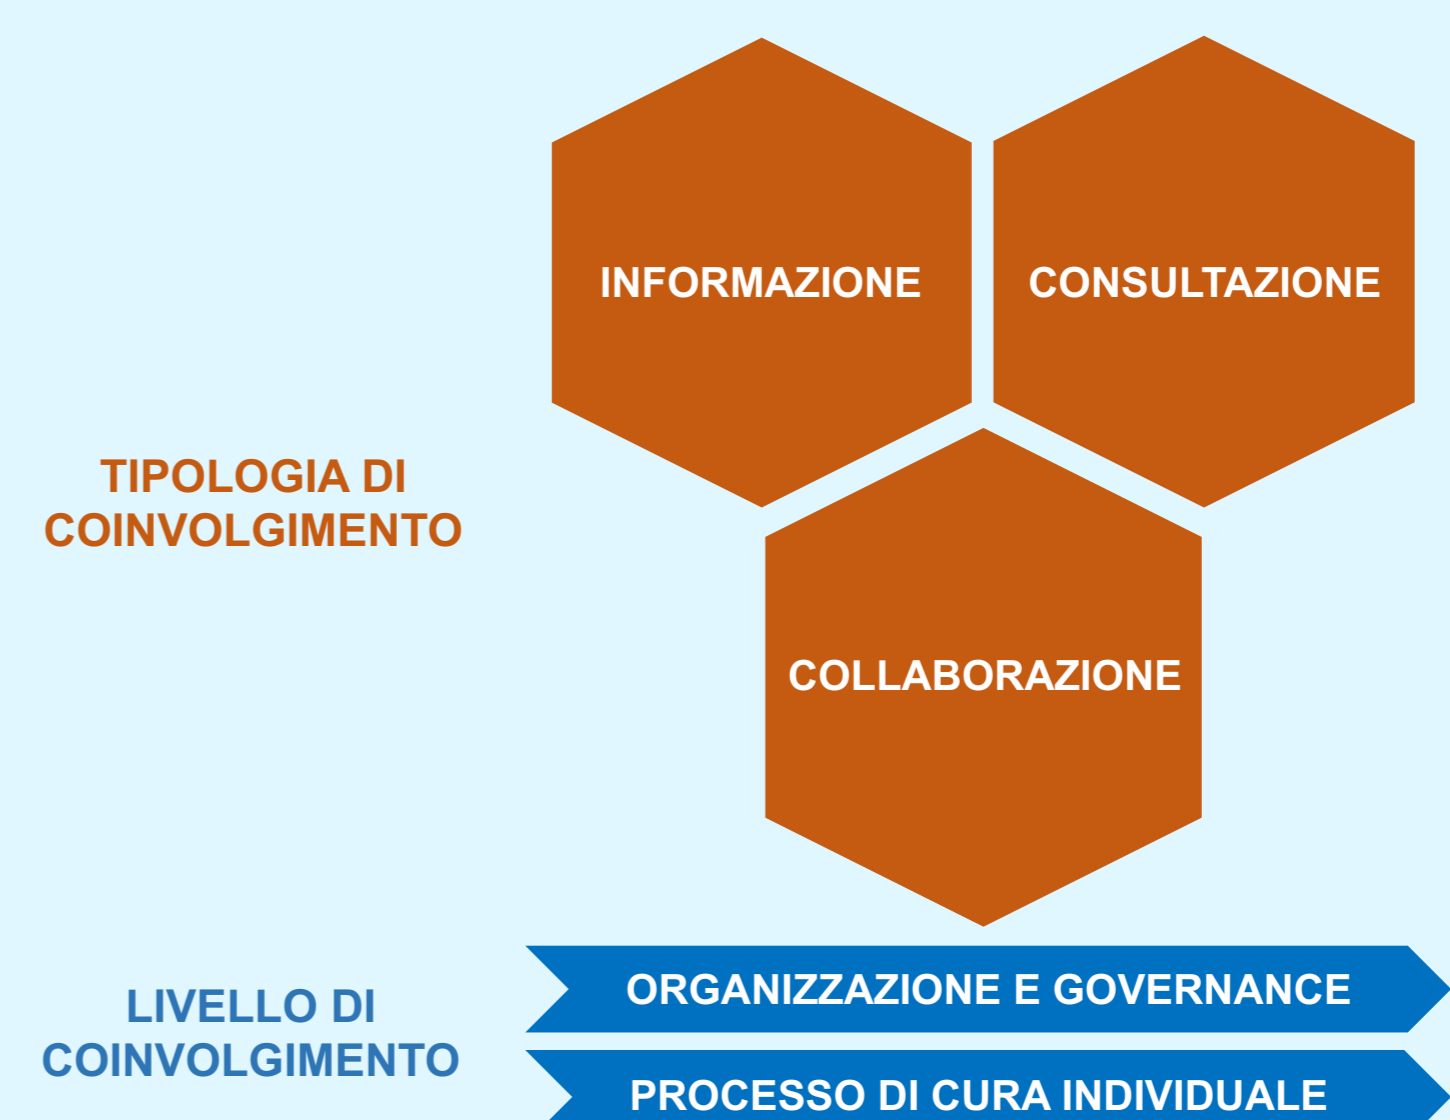 INFORMAZIONE
CONSULTAZIONE
TIPOLOGIA DI
COINVOLGIMENTO
COLLABORAZIONE
LIVELLO DI
COINVOLGIMENTO
ORGANIZZAZIONE E GOVERNANCE
PROCESSO DI CURA INDIVIDUALE